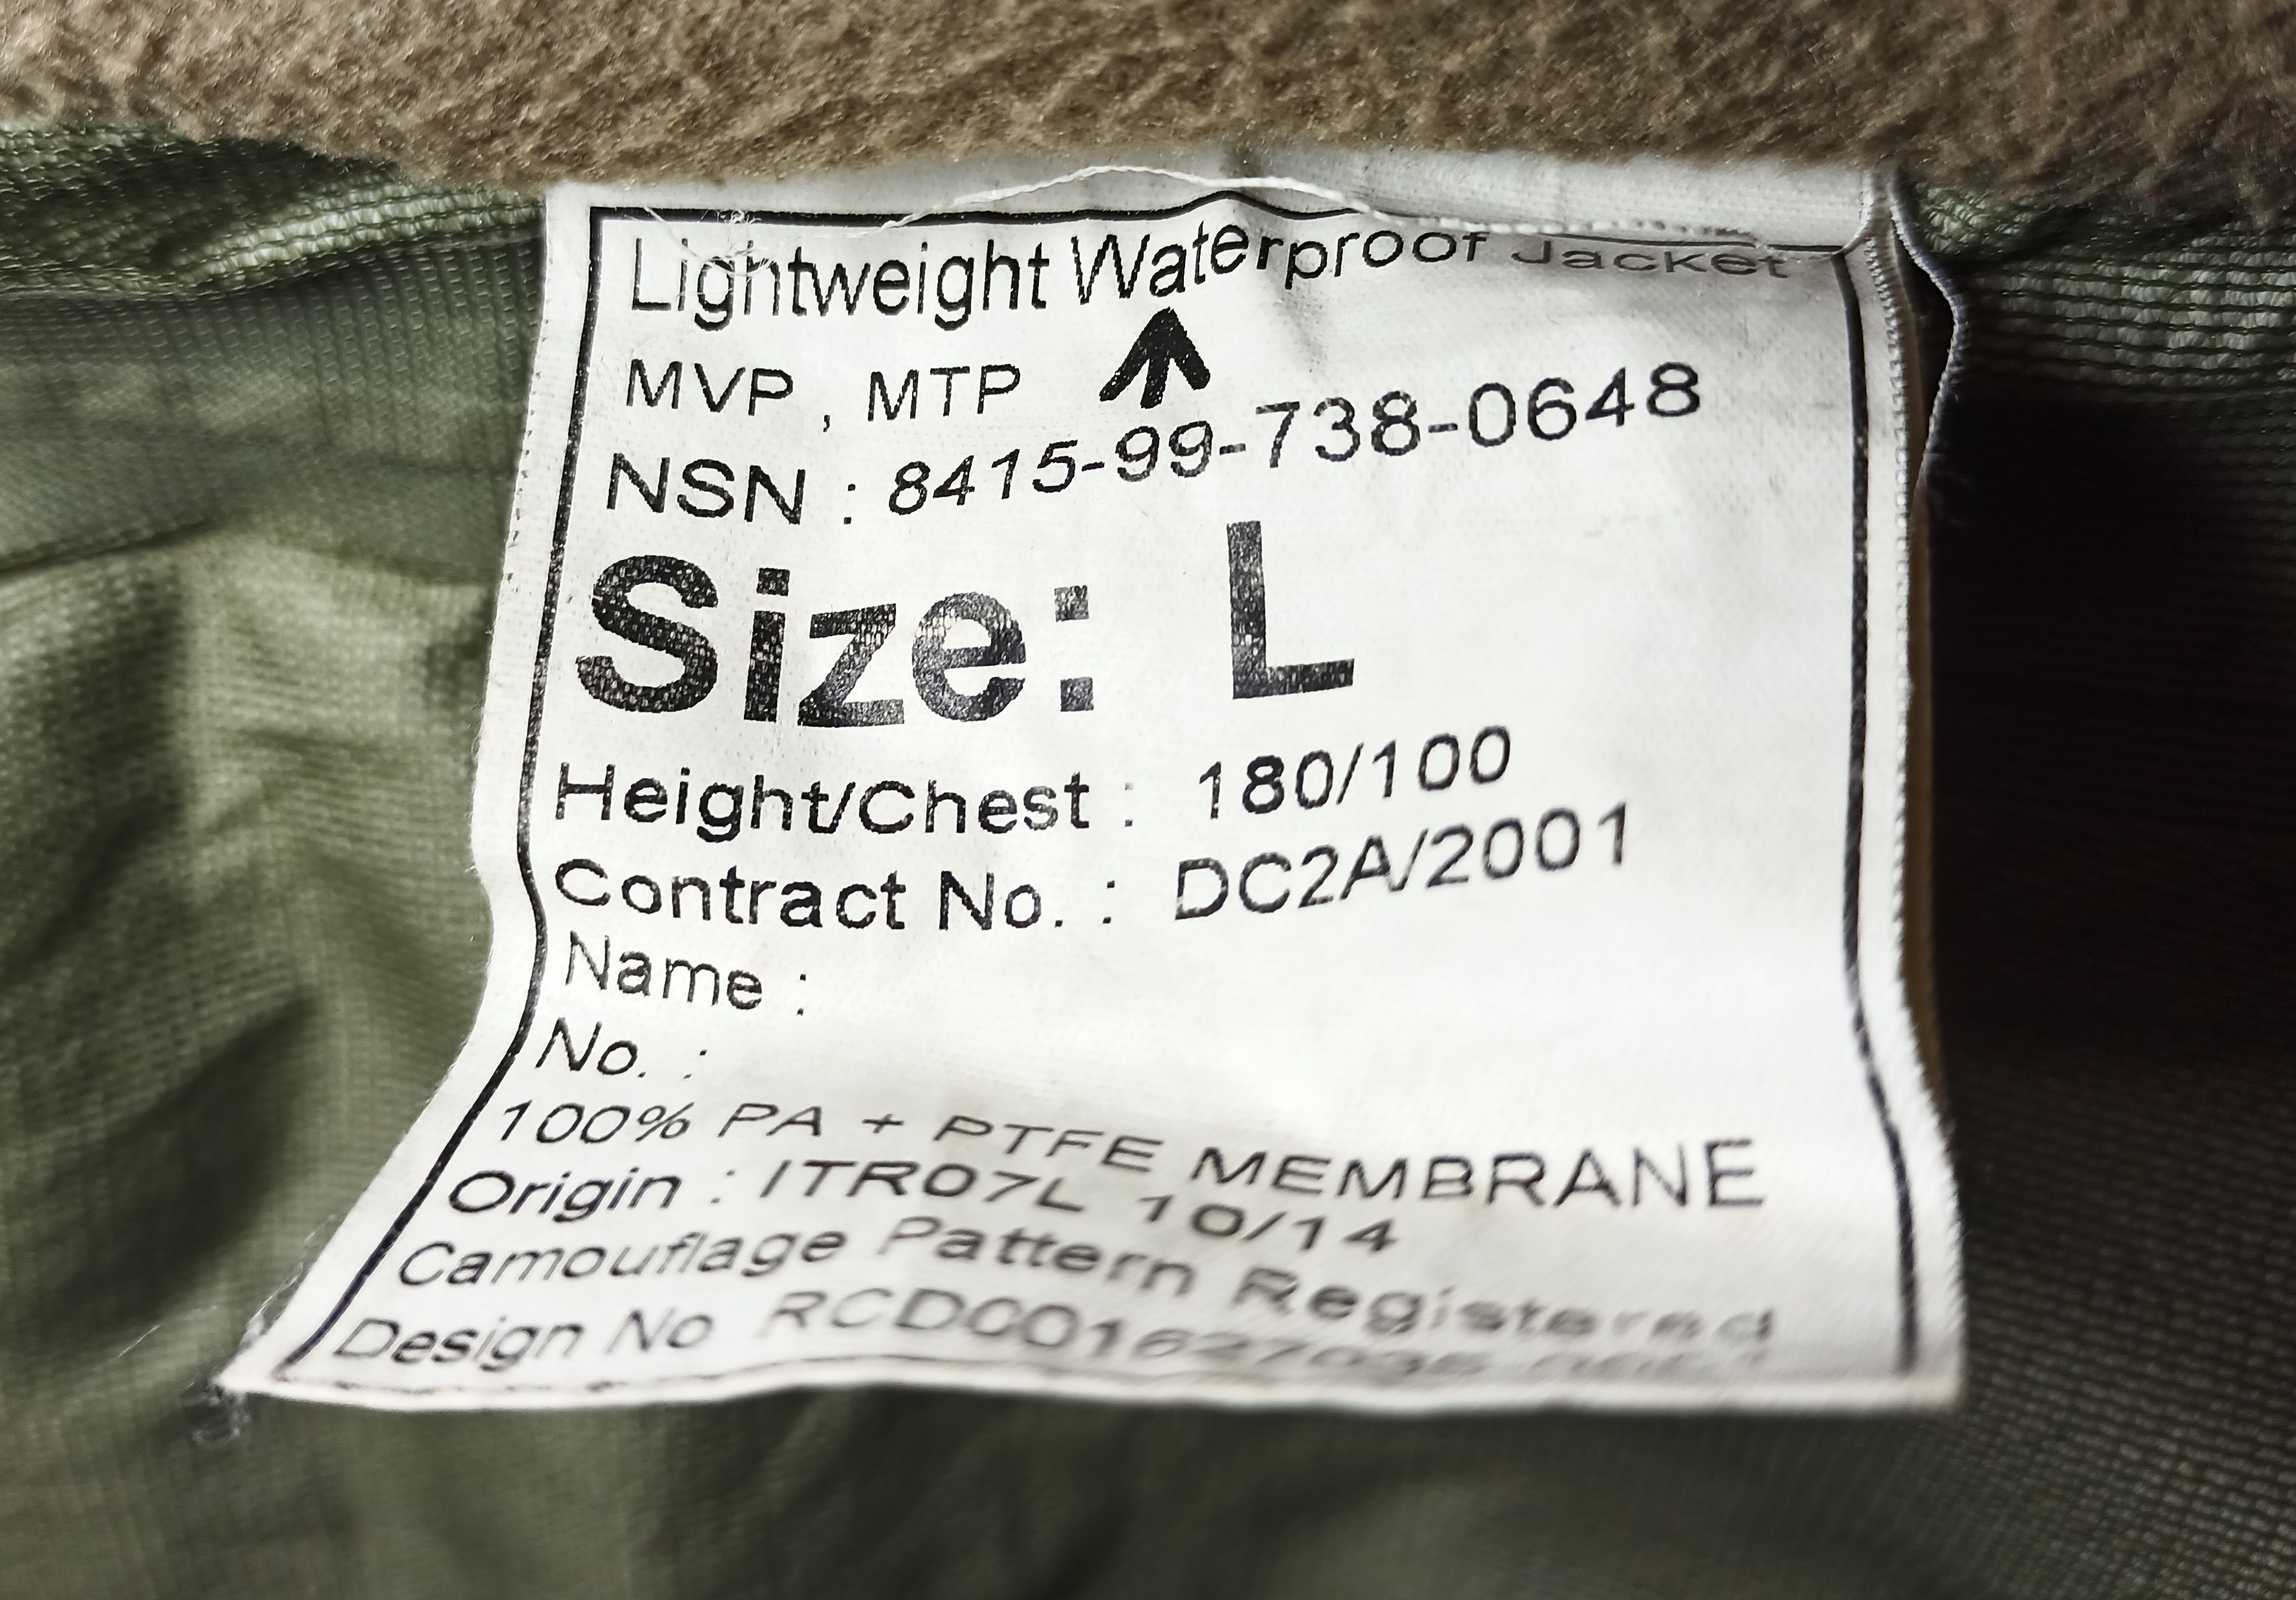 Lightweight Waterproof Jacket
MVP , MTP
NSN : 8415-99-738-0648
Size: L
Height/Chest : 180/100
Contract No. : DC2A/2001
Name :
No. :
100% PA + PTFE MEMBRANE
Origin : ITR07L 10/14
Camouflage Pattern Registered
Design No